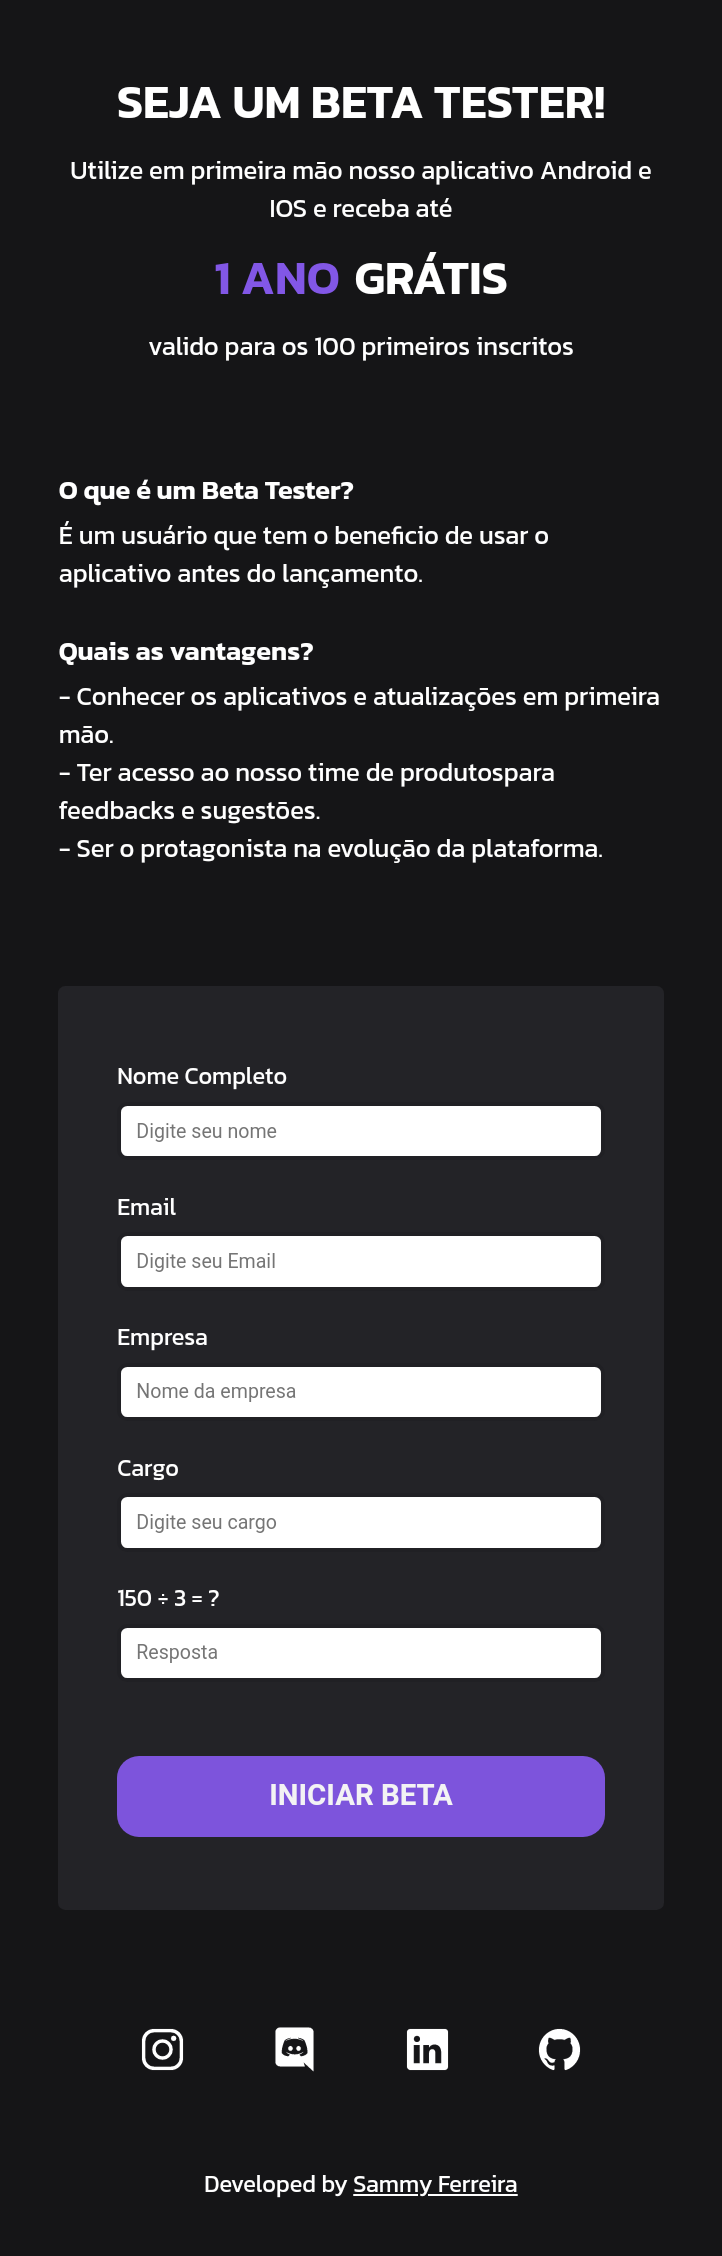 SEJA UM BETA TESTER!
Utilize em primeira mão nosso aplicativo Android e
IOS e receba até
1 ANO GRÁTIS
valido para os 100 primeiros inscritos
O que é um Beta Tester?
É um usuário que tem o beneficio de usar o
aplicativo antes do lançamento.
Quais as vantagens?
- Conhecer os aplicativos e atualizações em primeira
mão.
- Ter acesso ao nosso time de produtospara
feedbacks e sugestões.
- Ser o protagonista na evolução da plataforma.
Nome Completo
Digite seu nome
Email
Digite seu Email
Empresa
Nome da empresa
Cargo
Digite seu cargo
150 ÷ 3 = ?
Resposta
INICIAR BETA
in
Developed by Sammy Ferreira